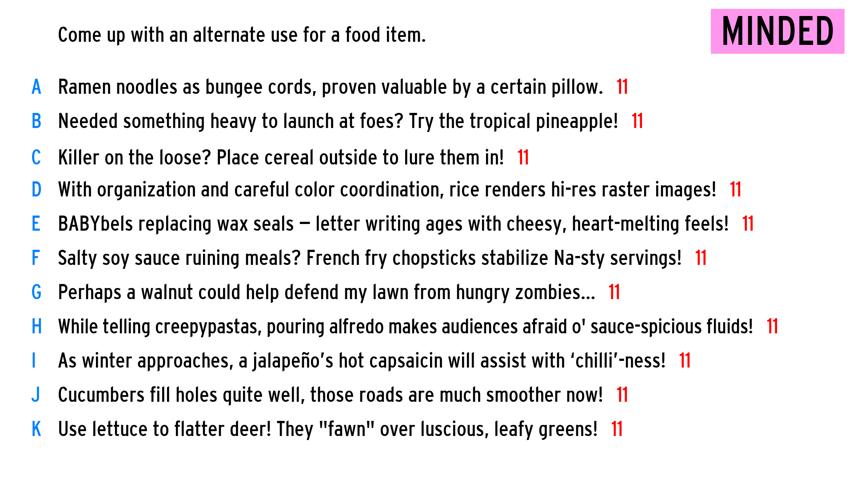 Come up with an alternate use for a food item.
MINDED
A Ramen noodles as bungee cords, proven valuable by a certain pillow. 11
B Needed something heavy to launch at foes? Try the tropical pineapple! 11
C Killer on the loose? Place cereal outside to lure them in! 11
D With organization and careful color coordination, rice renders hi-res raster images! 11
E BABYbels replacing wax seals – letter writing ages with cheesy, heart-melting feels! 11
F Salty soy sauce ruining meals? French fry chopsticks stabilize Na-sty servings! 11
G Perhaps a walnut could help defend my lawn from hungry zombies... 11
H While telling creepypastas, pouring alfredo makes audiences afraid o' sauce-spicious fluids! 11
I As winter approaches, a jalapeño's hot capsaicin will assist with ‘chilli’-ness! 11
J Cucumbers fill holes quite well, those roads are much smoother now! 11
K Use lettuce to flatter deer! They "fawn" over luscious, leafy greens! 11